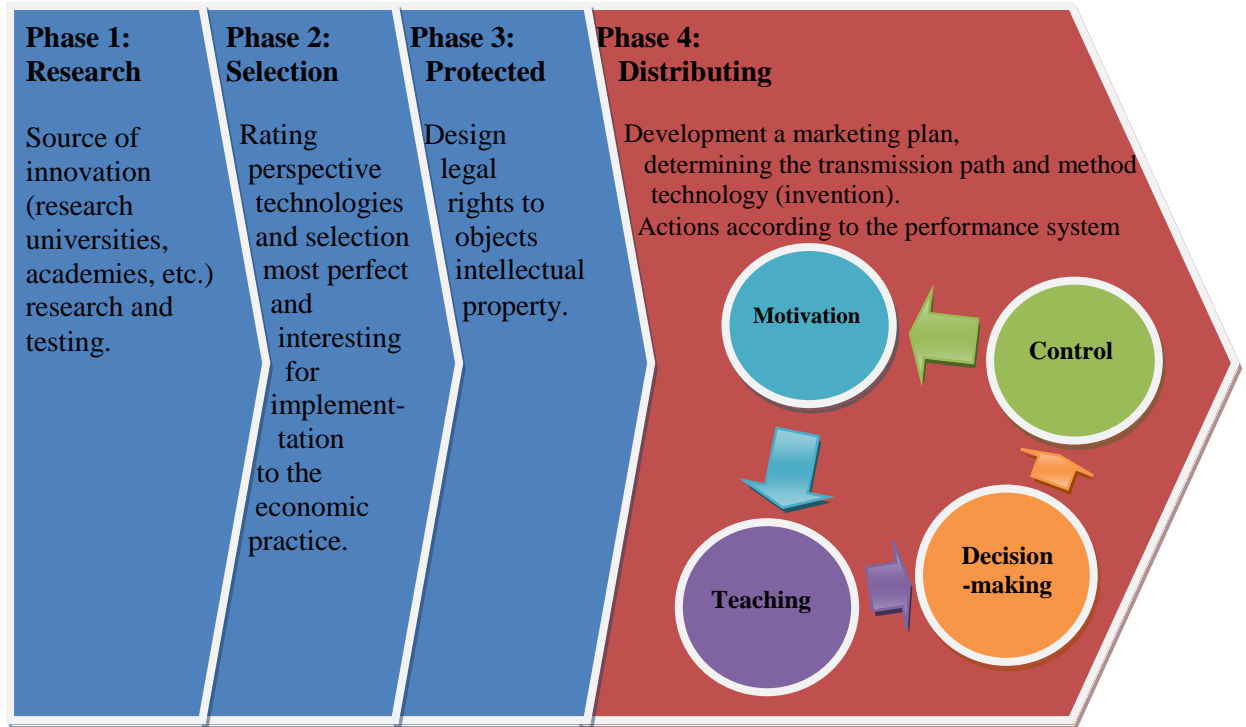 Phase 1:
Research
Source of
innovation
(research
universities,
academies, etc.)
research and
testing.
Phase 2:
Selection
Rating
perspective
technologies
and selection
most perfect
and
interesting
for
implement-
tation
to the
economic
practice.
Phase 3:
Protected
Design
legal
rights to
objects
intellectual
property.
Phase 4:
Distributing
Development a marketing plan,
determining the transmission path and method
technology (invention).
Actions according to the performance system
Motivation
Control
Teaching
Decision
-making